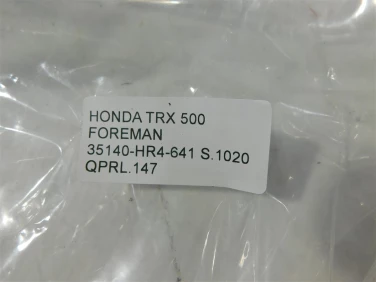 HONDA TRX 500
FOREMAN
35140-HR4-641 S.1020
QPRL.147